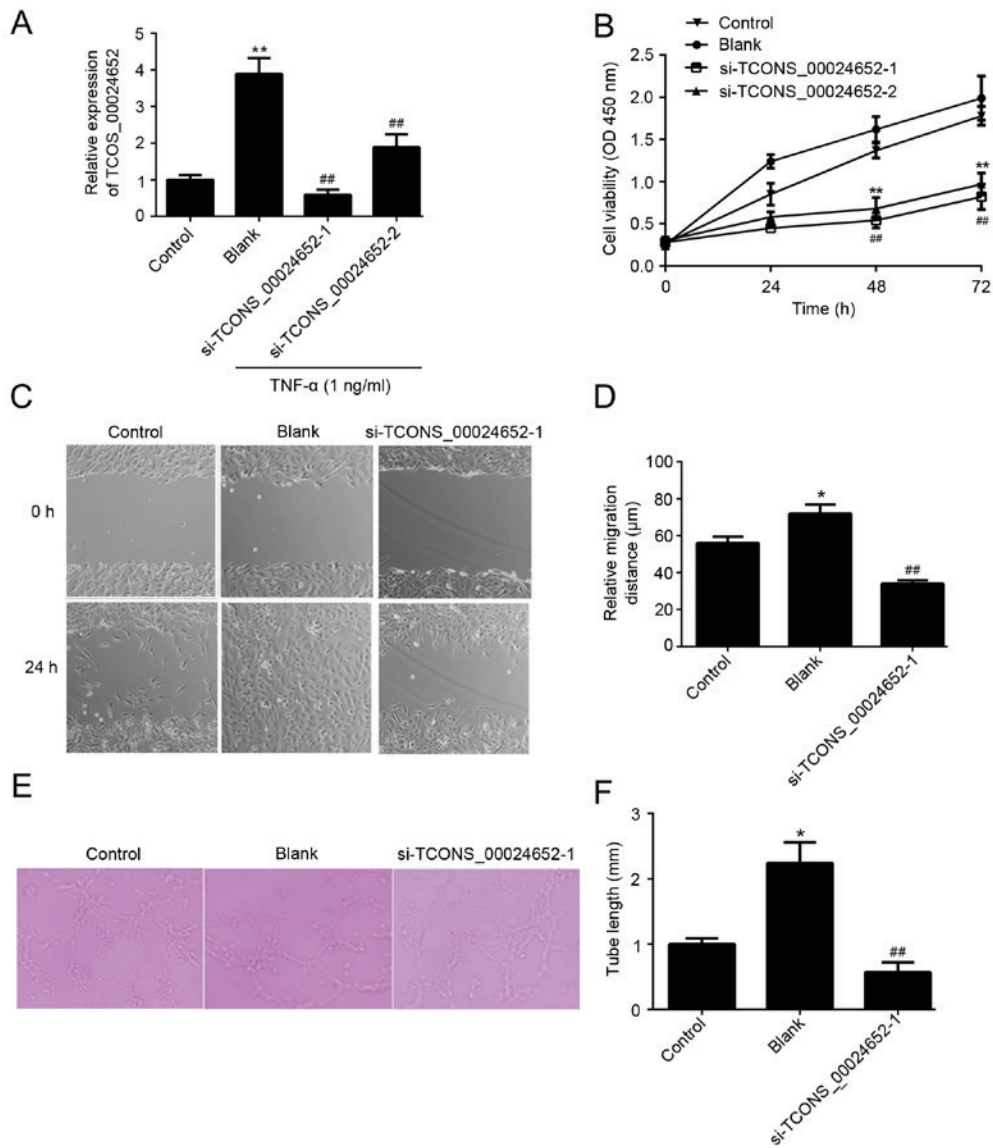 A
Relative expression
of TCOS_00024652
5
4
3
2
1
0
**
##
##
Control
Blank
si-TCONS_00024652-1
si-TCONS_00024652-2
TNF-α (1 ng/ml)
B
Control
Blank
si-TCONS_00024652-1
si-TCONS_00024652-2
Cell viability (OD 450 nm)
2.5
2.0
1.5
1.0
0.5
0.0
**
##
**
##
0
24
48
72
Time (h)
C
Control
Blank
si-TCONS_00024652-1
0 h
24 h
D
Relative migration
distance (µm)
100
80
60
40
20
0
*
##
Control
Blank
si-TCONS_00024652-1
E
Control
Blank
si-TCONS_00024652-1
F
Tube length (mm)
3
2
1
0
*
##
Control
Blank
si-TCONS_00024652-1